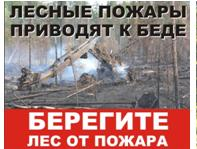 ЛЕСНЫЕ ПОЖАРЫ
ПРИВОДЯТ К БЕДЕ
БЕРЕГИТЕ
ЛЕС ОТ ПОЖАРА